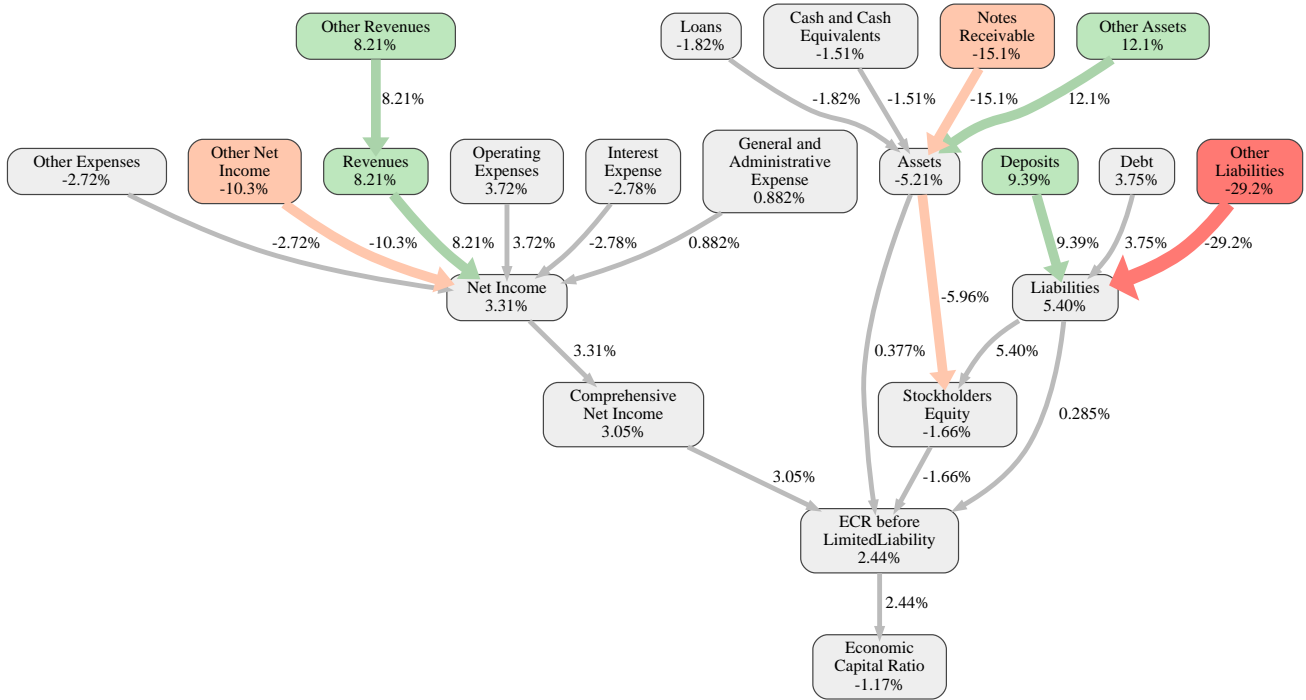 Other Revenues
8.21%
Loans
-1.82%
Cash and Cash
Equivalents
-1.51%
Notes
Receivable
-15.1%
Other Assets
12.1%
8.21%
-1.82%
-1.51%
-15.1%
12.1%
Other Expenses
-2.72%
Other Net
Income
-10.3%
Revenues
8.21%
Operating
Expenses
3.72%
Interest
Expense
-2.78%
General and
Administrative
Expense
0.882%
Assets
-5.21%
Deposits
9.39%
Debt
3.75%
Other
Liabilities
-29.2%
-2.72%
-10.3%
8.21%
3.72%
-2.78%
0.882%
9.39%
3.75%
-29.2%
Net Income
3.31%
-5.96%
Liabilities
5.40%
3.31%
0.377%
5.40%
0.285%
Comprehensive
Net Income
3.05%
Stockholders
Equity
-1.66%
3.05%
-1.66%
ECR before
LimitedLiability
2.44%
2.44%
Economic
Capital Ratio
-1.17%